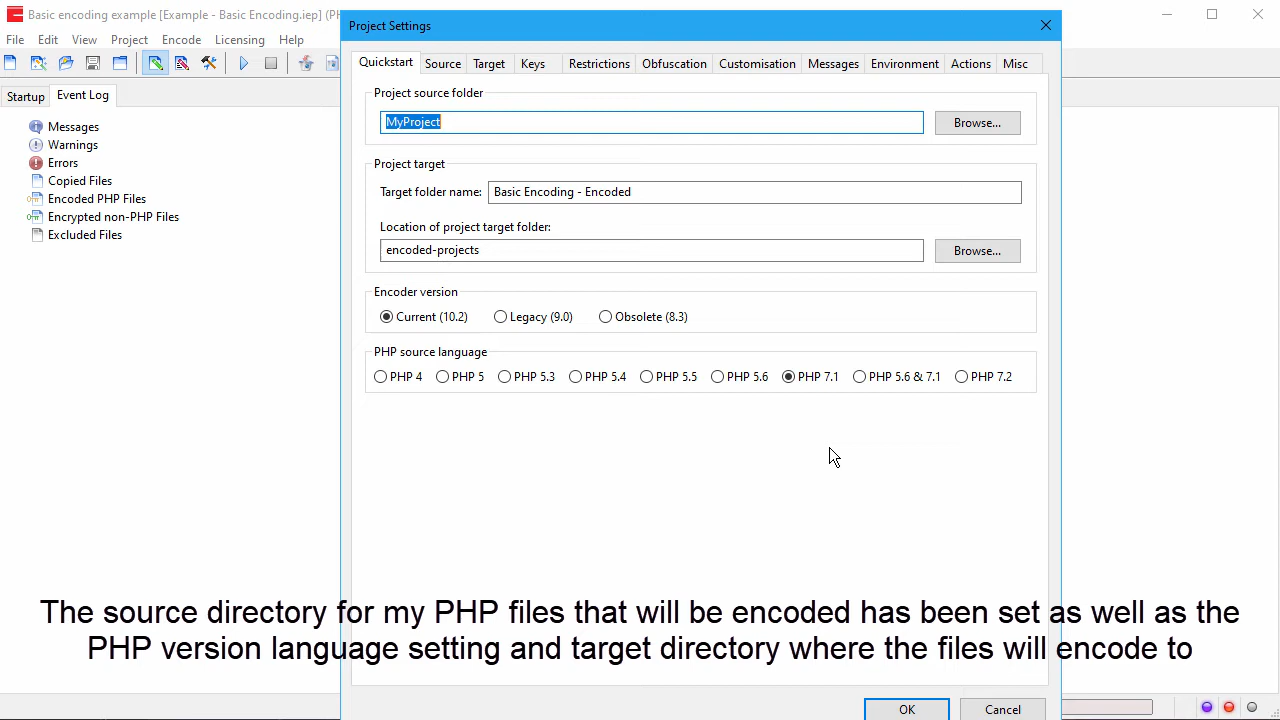 Basic encoding example [Example - Basic Encoding.iep] (PH
Project Settings
File Edit View Project Encode Licensing Help
Quickstart Source Target Keys Restrictions Obfuscation Customisation Messages Environment Actions Misc
Startup Event Log
Messages
Warnings
Errors
Copied Files
Encoded PHP Files
Encrypted non-PHP Files
Excluded Files
Project source folder
MyProject Browse...
Project target
Target folder name: Basic Encoding - Encoded
Location of project target folder:
encoded-projects Browse...
Encoder version
Current (10.2) Legacy (9.0) Obsolete (8.3)
PHP source language
PHP 4 PHP 5 PHP 5.3 PHP 5.4 PHP 5.5 PHP 5.6 PHP 7.1 PHP 5.6 & 7.1 PHP 7.2
The source directory for my PHP files that will be encoded has been set as well as the
PHP version language setting and target directory where the files will encode to
OK Cancel